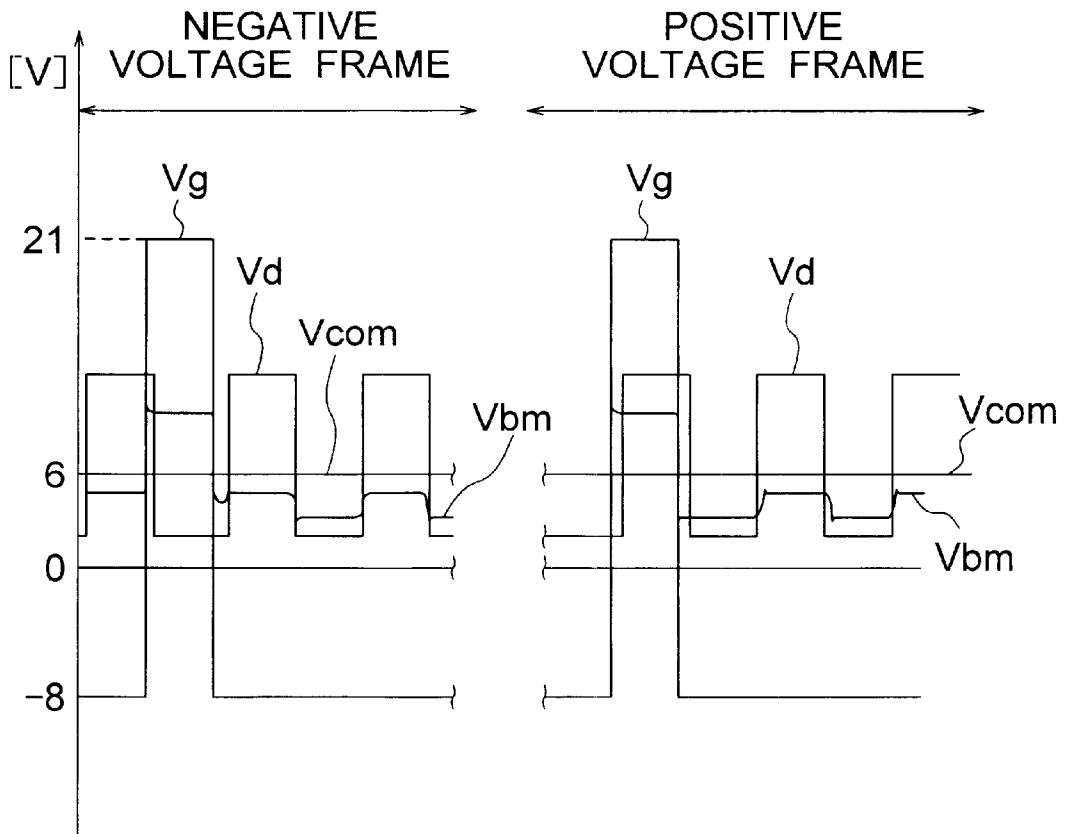 NEGATIVE
VOLTAGE FRAME
POSITIVE
VOLTAGE FRAME
[V]
Vg
Vg
21
Vd
Vd
Vcom
Vbm
Vcom
6
Vbm
0
−8